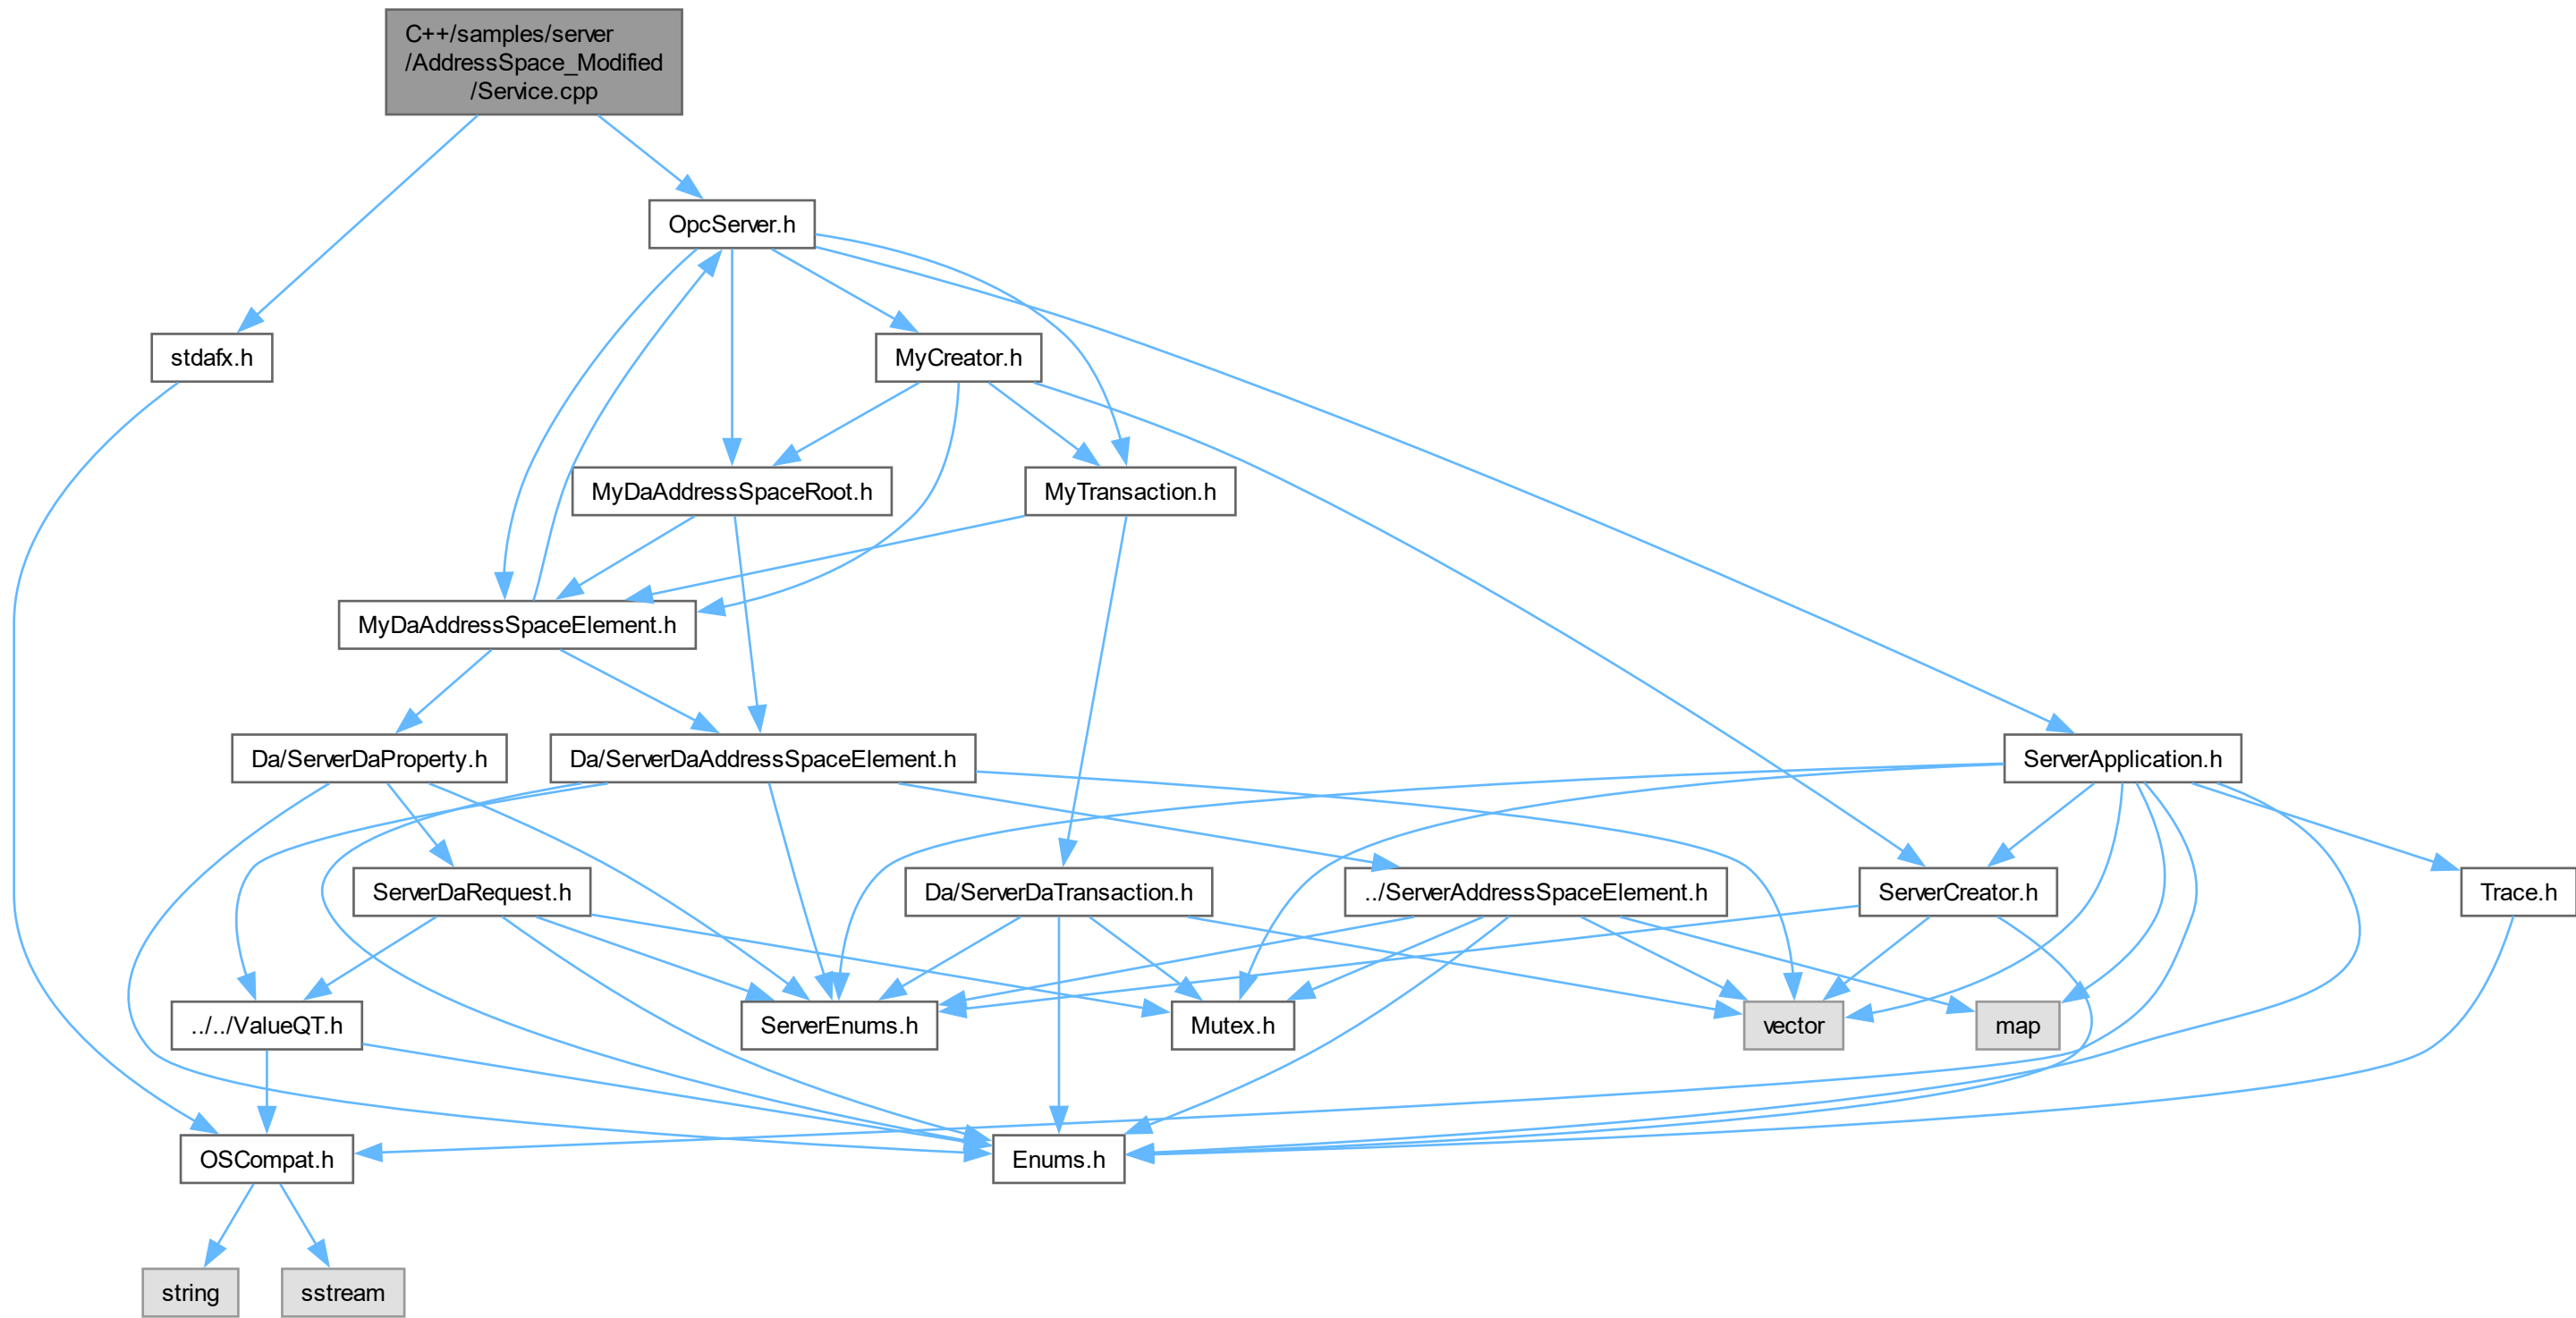 C++/samples/server
/AddressSpace_Modified
/Service.cpp
OpcServer.h
stdafx.h
MyCreator.h
MyDaAddressSpaceRoot.h
MyTransaction.h
MyDaAddressSpaceElement.h
Da/ServerDaProperty.h
Da/ServerDaAddressSpaceElement.h
ServerApplication.h
ServerDaRequest.h
Da/ServerDaTransaction.h
../ServerAddressSpaceElement.h
ServerCreator.h
Trace.h
../../ValueQT.h
ServerEnums.h
Mutex.h
vector
map
OSCompat.h
Enums.h
string
sstream